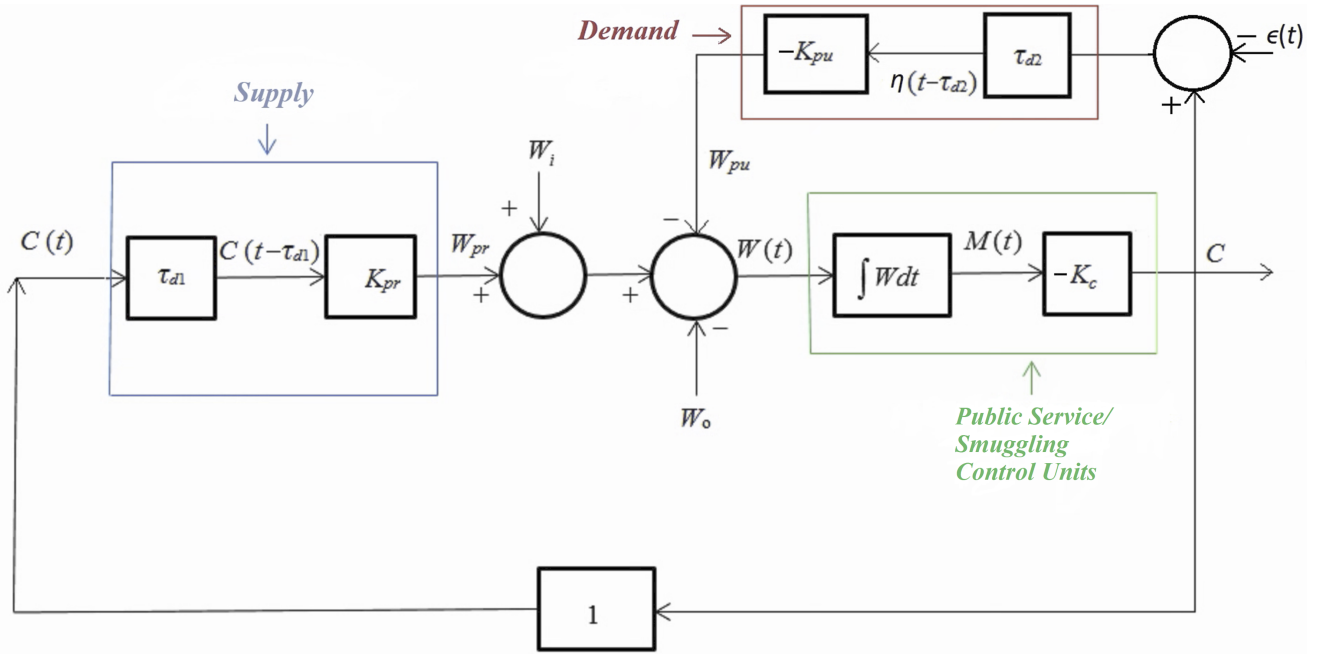 Demand
−K_pu
η(t−τ_d2)
τ_d2
− ϵ(t)
+
Supply
W_i
+
W_pu
−
C(t)
τ_d1
C(t−τ_d1)
K_pr
W_pr
+
+
W(t)
∫Wdt
M(t)
−K_c
C
−
W_o
Public Service/
Smuggling
Control Units
1